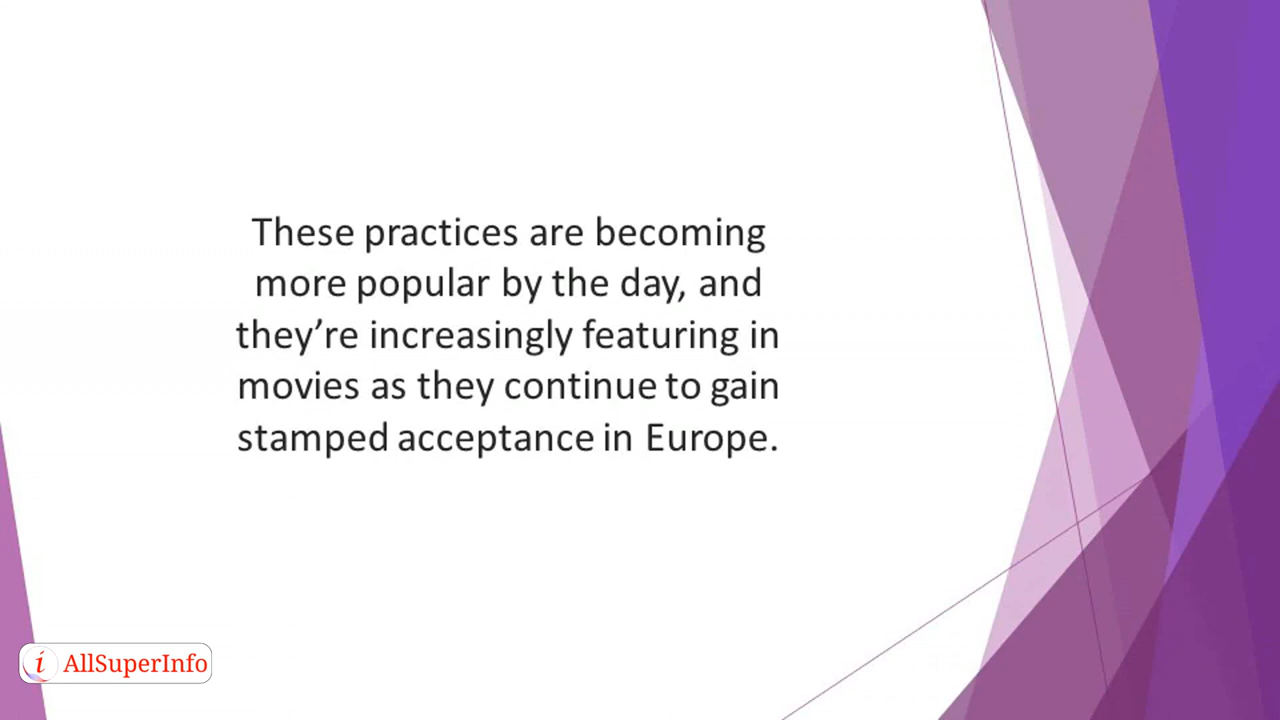 These practices are becoming
more popular by the day, and
they’re increasingly featuring in
movies as they continue to gain
stamped acceptance in Europe.
i AllSuperInfo